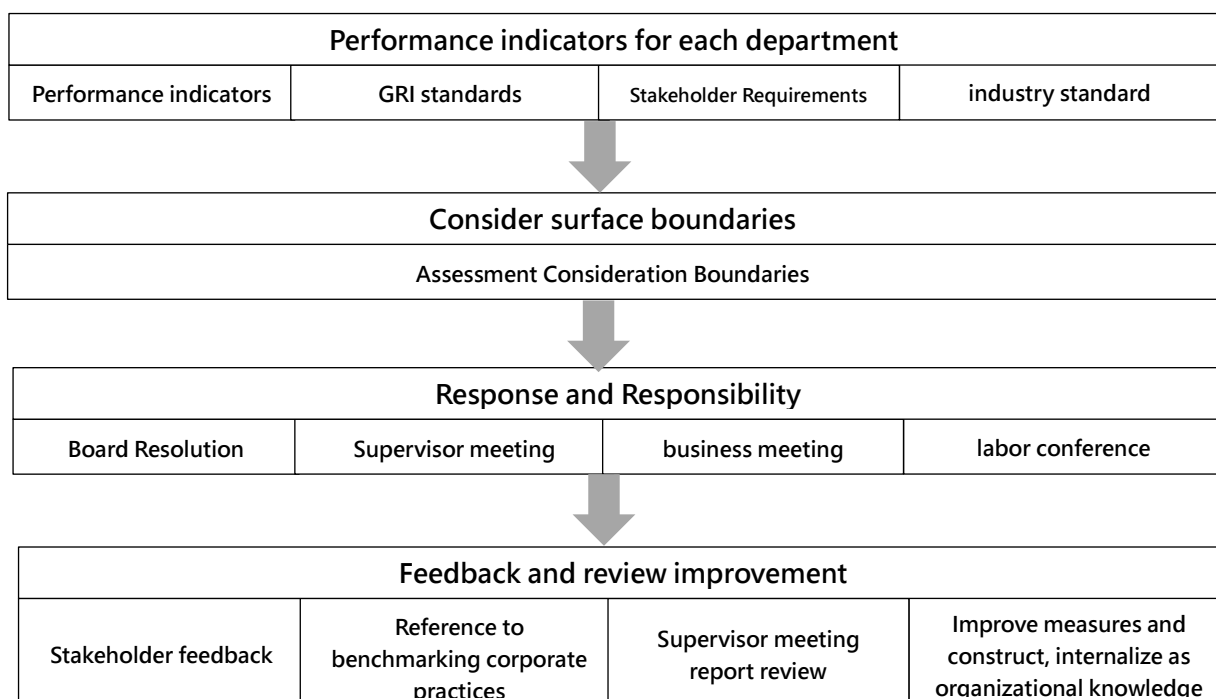 Performance indicators for each department
Performance indicators
GRI standards
Stakeholder Requirements
industry standard
Consider surface boundaries
Assessment Consideration Boundaries
Response and Responsibility
Board Resolution
Supervisor meeting
business meeting
labor conference
Feedback and review improvement
Stakeholder feedback
Reference to
benchmarking corporate
practices
Supervisor meeting
report review
Improve measures and
construct, internalize as
organizational knowledge